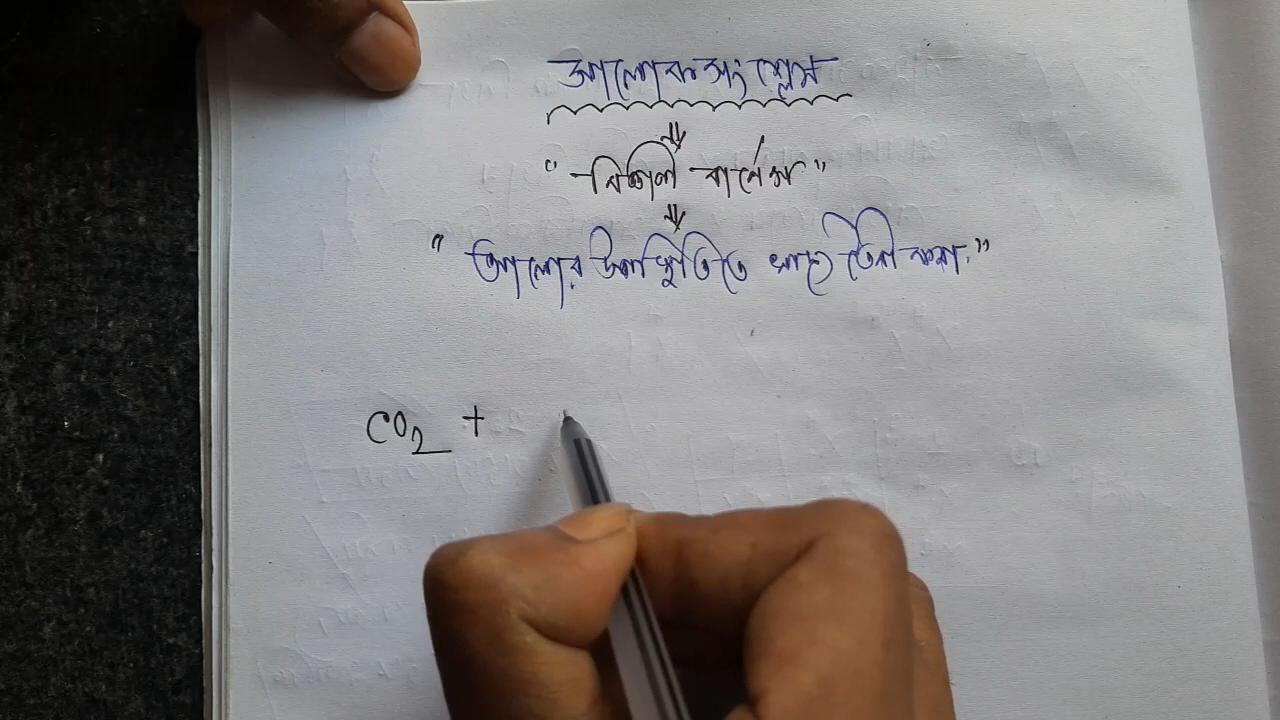 আলোকসংশ্লেষ
"বিজ্ঞানী বার্নেস"
"আলোর উপস্থিতিতে খাদ্য তৈরী করা."
CO₂ +